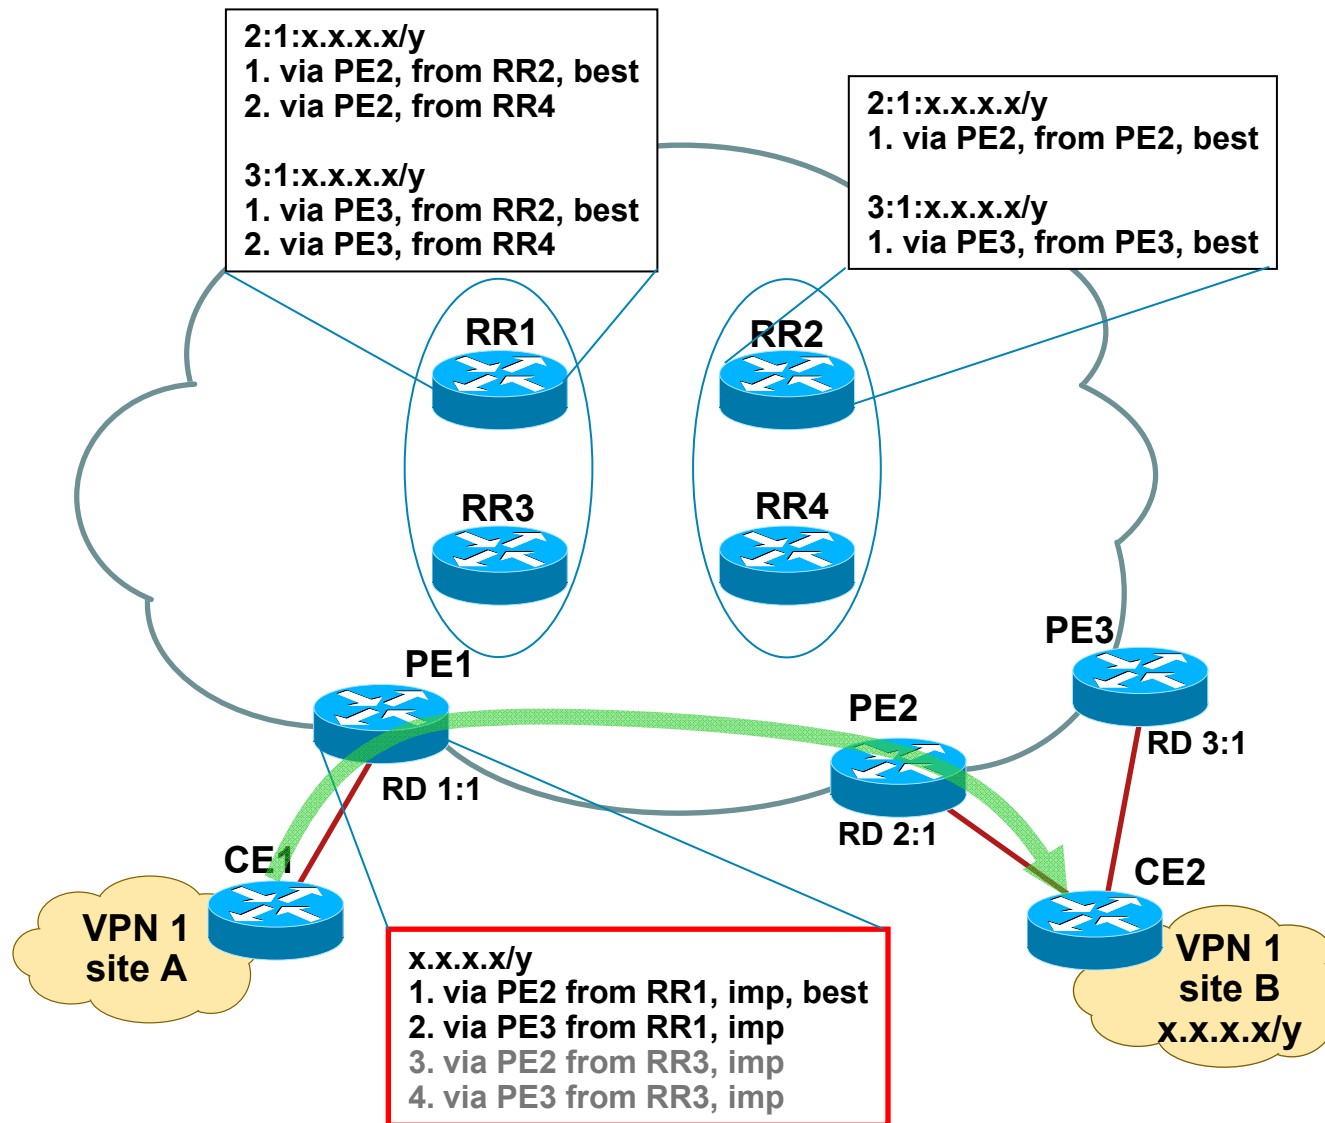 2:1:x.x.x.x/y
1. via PE2, from RR2, best
2. via PE2, from RR4
3:1:x.x.x.x/y
1. via PE3, from RR2, best
2. via PE3, from RR4
2:1:x.x.x.x/y
1. via PE2, from PE2, best
3:1:x.x.x.x/y
1. via PE3, from PE3, best
RR1
RR2
RR3
RR4
PE1
RD 1:1
PE2
RD 2:1
PE3
RD 3:1
CE1
VPN 1
site A
CE2
VPN 1
site B
x.x.x.x/y
x.x.x.x/y
1. via PE2 from RR1, imp, best
2. via PE3 from RR1, imp
3. via PE2 from RR3, imp
4. via PE3 from RR3, imp